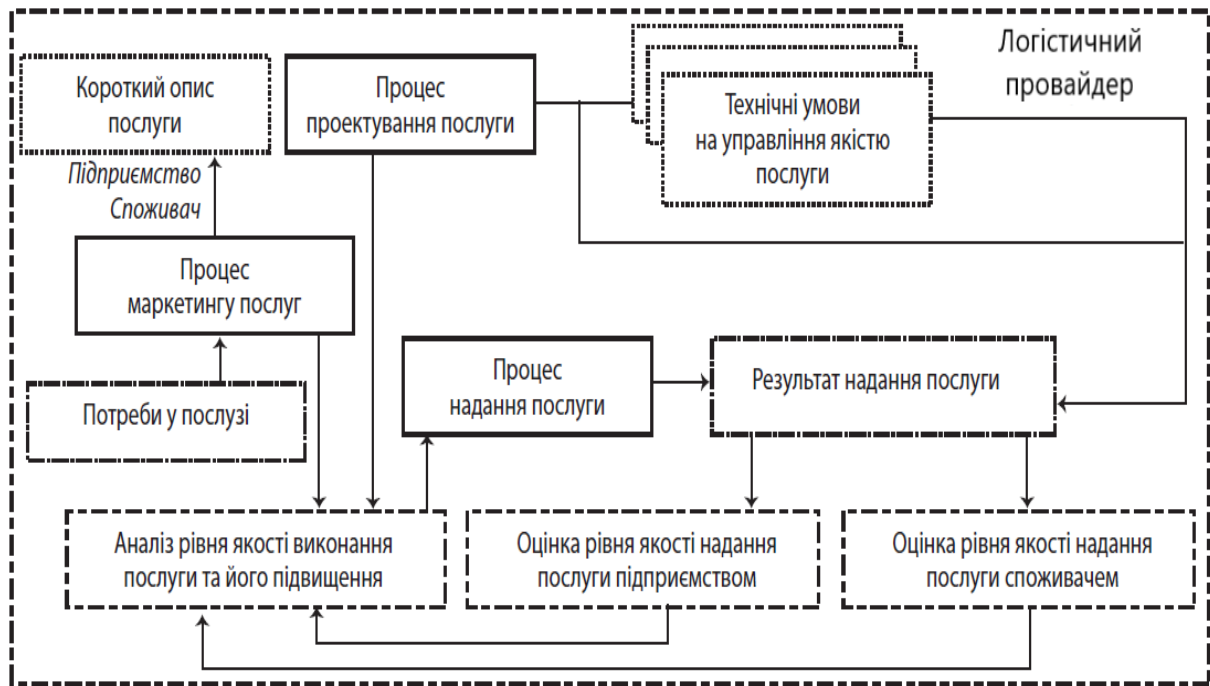 Логістичний
провайдер
Короткий опис
послуги
Процес
проектування послуги
Технічні умови
на управління якістю
послуги
Підприємство
Споживач
Процес
маркетингу послуг
Потреби у послузі
Процес
надання послуги
Результат надання послуги
Аналіз рівня якості виконання
послуги та його підвищення
Оцінка рівня якості надання
послуги підприємством
Оцінка рівня якості надання
послуги споживачем